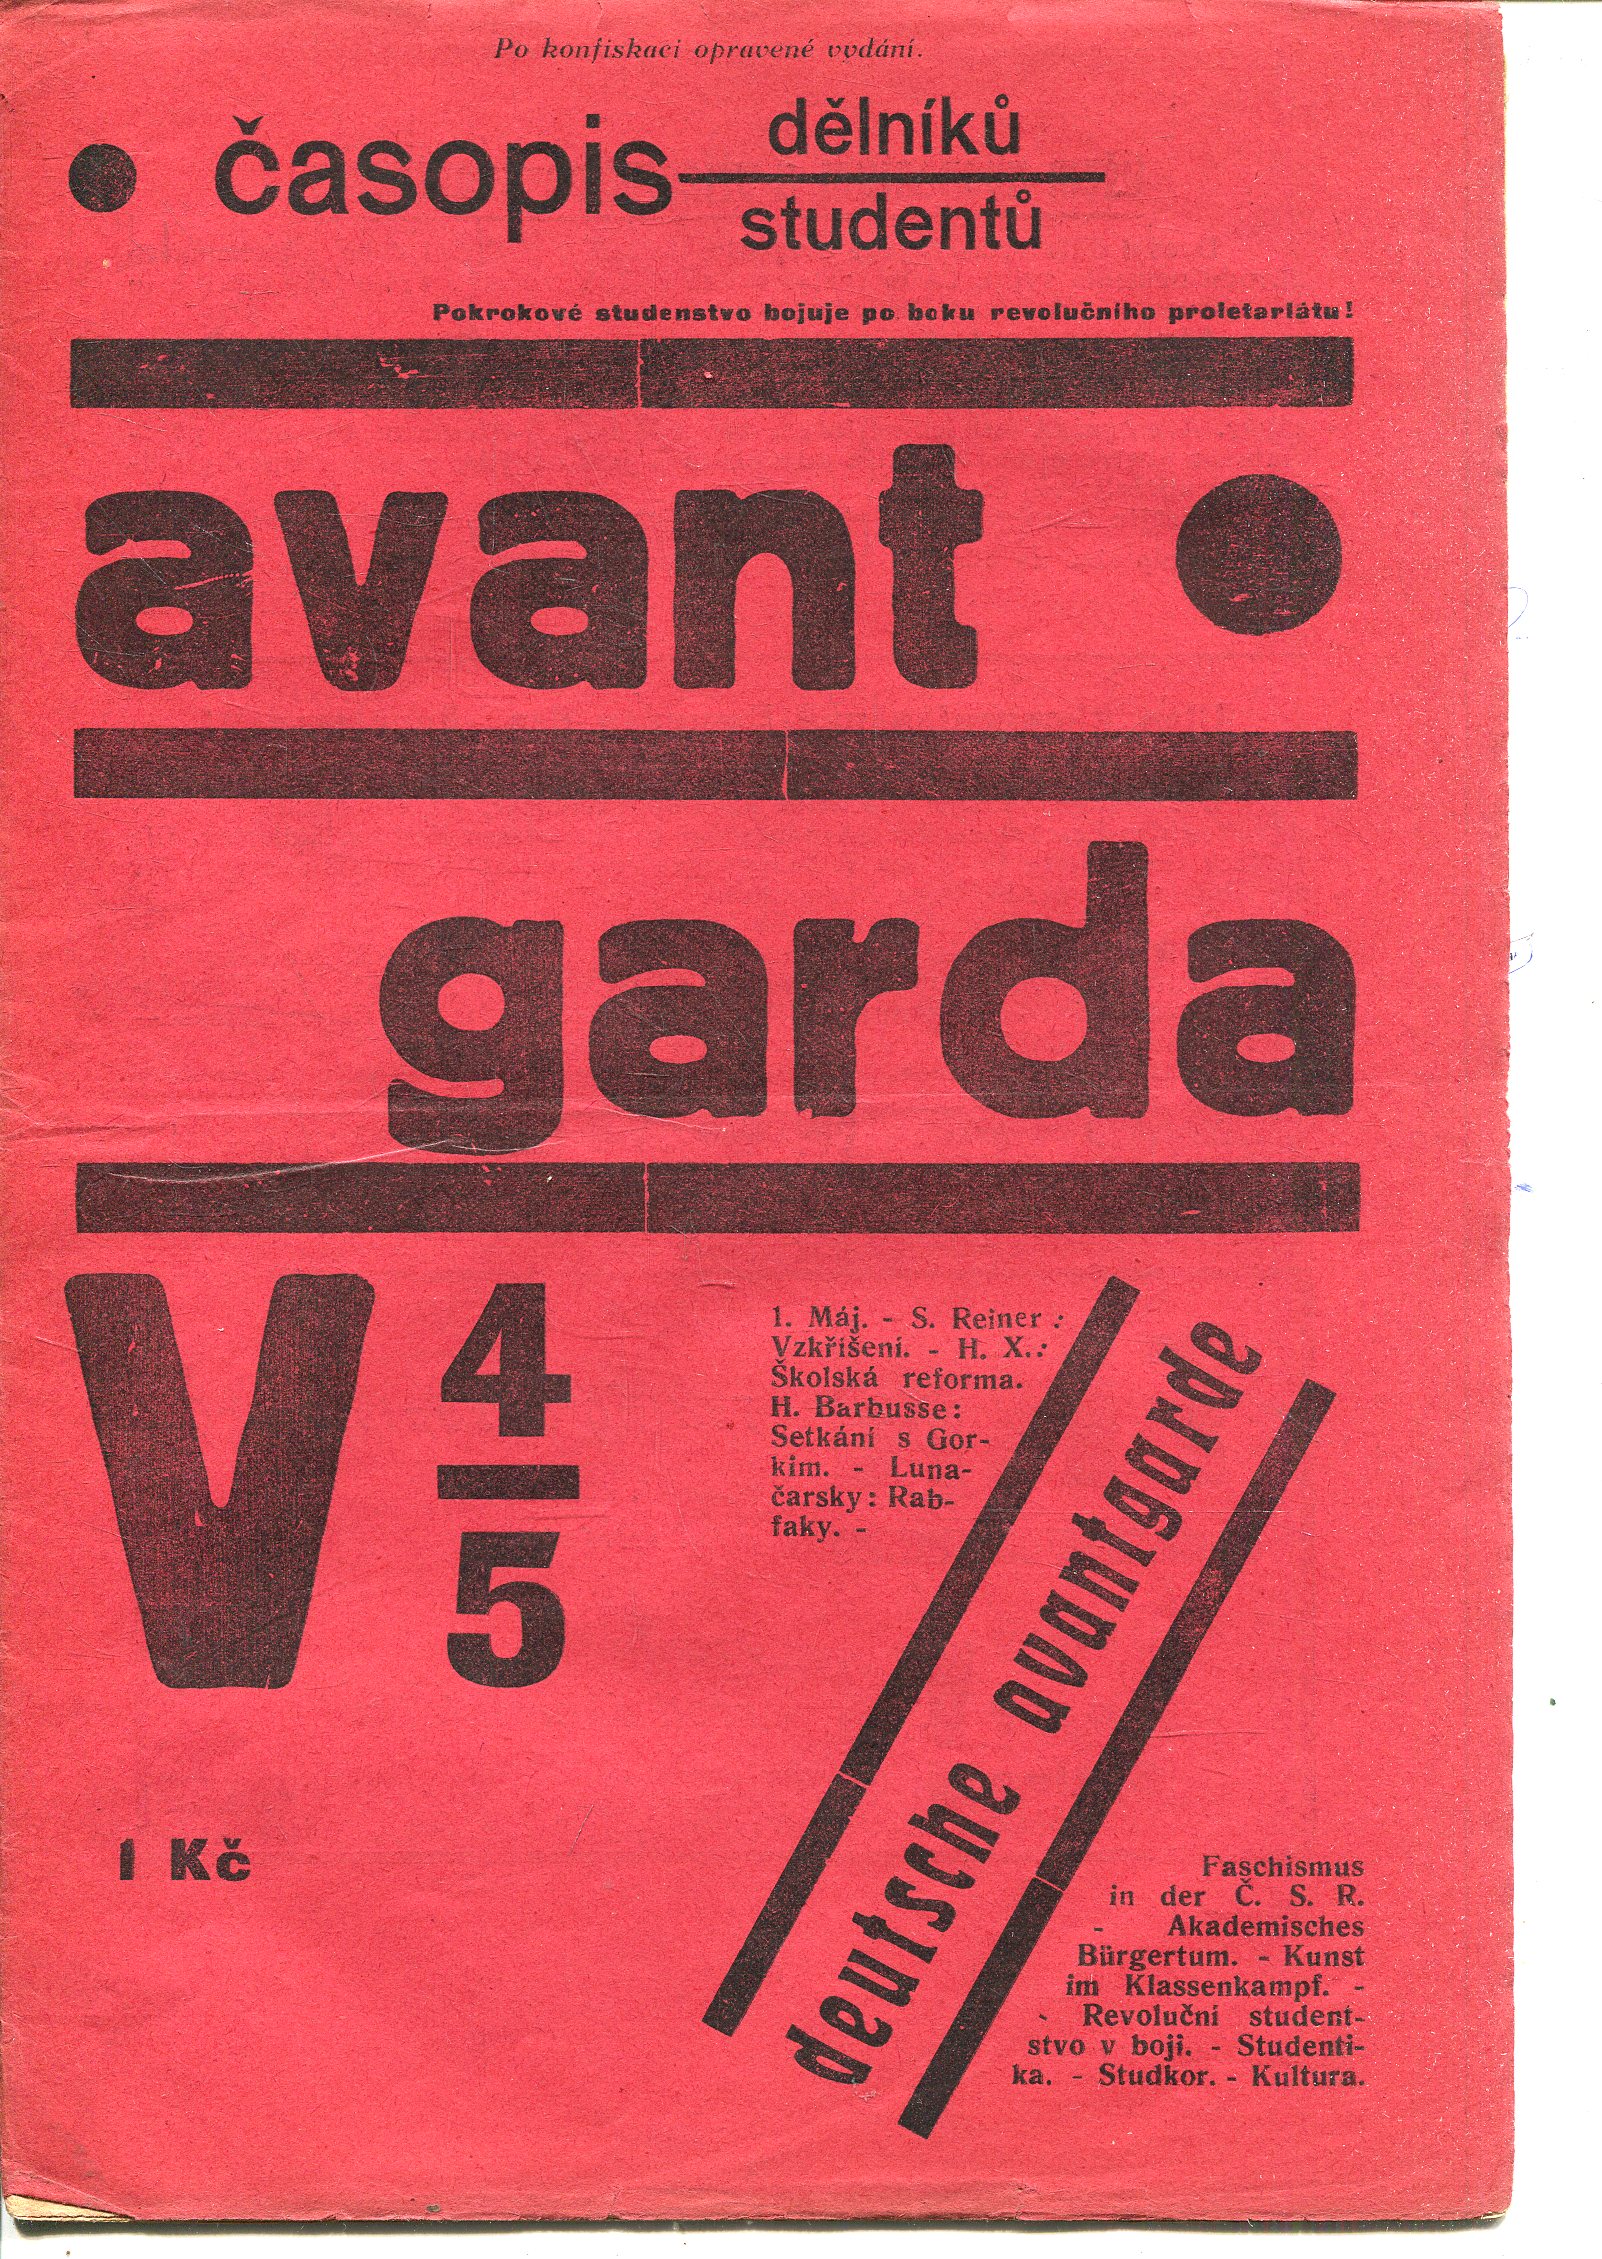 Po konfiskaci opravené vydání.
časopis
dělníků
studentů
Pokrokové studenstvo bojuje po boku revolučního proletariátu!
avant
garda
V 4
5
1. Máj. - S. Reiner :
Vzkříšení. - H. X.:
Školská reforma.
H. Barbusse:
Setkání s Gor-
kim. - Luna-
čarsky: Rab-
faky. -
deutsche avantgarde
1 Kč
Faschismus
in der Č. S. R.
- Akademisches
Bürgertum. - Kunst
im Klassenkampf. -
- Revoluční student-
stvo v boji. - Studenti-
ka. - Studkor. - Kultura.